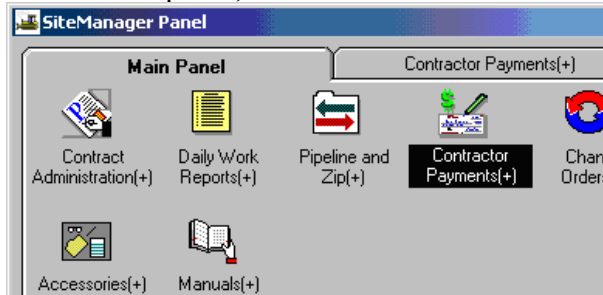 SiteManager Panel
Main Panel
Contractor Payments(+)
Contract
Administration(+)
Daily Work
Reports(+)
Pipeline and
Zip(+)
Contractor
Payments(+)
Accessories(+)
Manuals(+)